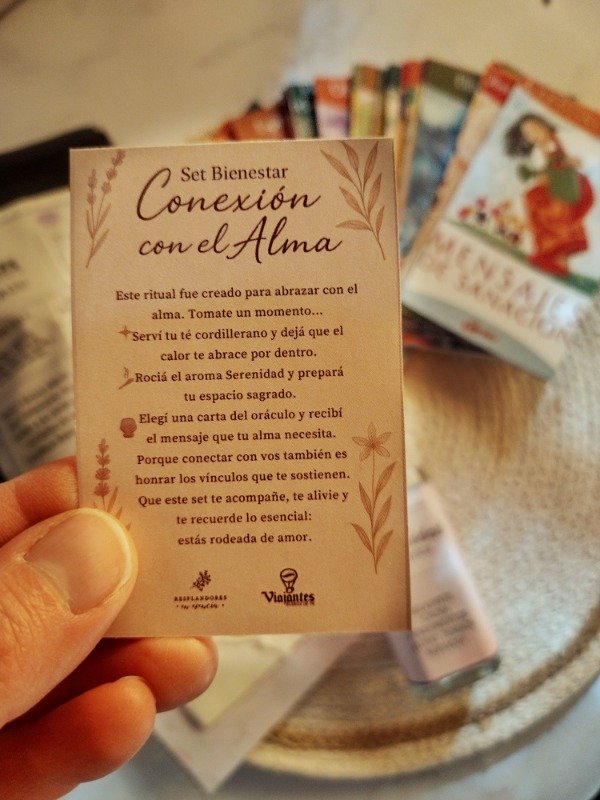 Set Bienestar
Conexión
con el Alma
Este ritual fue creado para abrazar con el
alma. Tomate un momento...
Serví tu té cordillerano y dejá que el
calor te abrace por dentro.
Rociá el aroma Serenidad y prepará
tu espacio sagrado.
Elegí una carta del oráculo y recibí
el mensaje que tu alma necesita.
Porque conectar con vos también es
honrar los vínculos que te sostienen.
Que este set te acompañe, te alivie y
te recuerde lo esencial:
estás rodeada de amor.
RESPLANDORES
Viajantes
MENSAJES
DE SANACIÓN